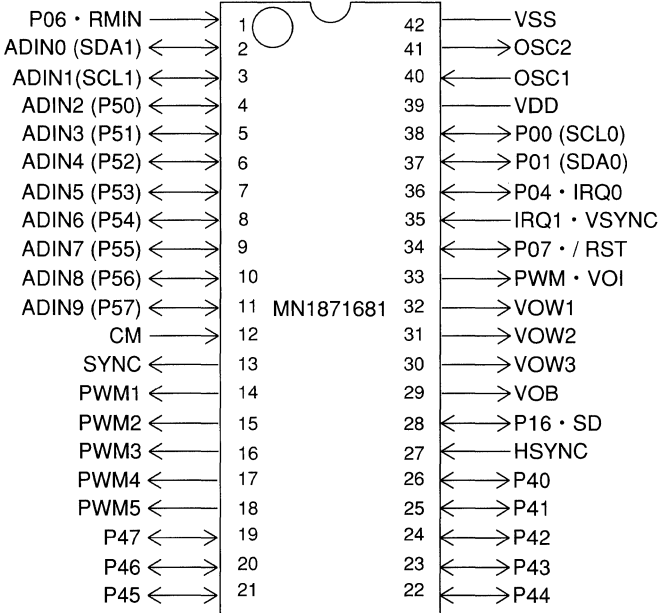 P06・RMIN 1 42 VSS
ADIN0 (SDA1) 2 41 OSC2
ADIN1(SCL1) 3 40 OSC1
ADIN2 (P50) 4 39 VDD
ADIN3 (P51) 5 38 P00 (SCL0)
ADIN4 (P52) 6 37 P01 (SDA0)
ADIN5 (P53) 7 36 P04・IRQ0
ADIN6 (P54) 8 35 IRQ1・VSYNC
ADIN7 (P55) 9 34 P07・/ RST
ADIN8 (P56) 10 33 PWM・VOI
ADIN9 (P57) 11 MN1871681 32 VOW1
CM 12 31 VOW2
SYNC 13 30 VOW3
PWM1 14 29 VOB
PWM2 15 28 P16・SD
PWM3 16 27 HSYNC
PWM4 17 26 P40
PWM5 18 25 P41
P47 19 24 P42
P46 20 23 P43
P45 21 22 P44